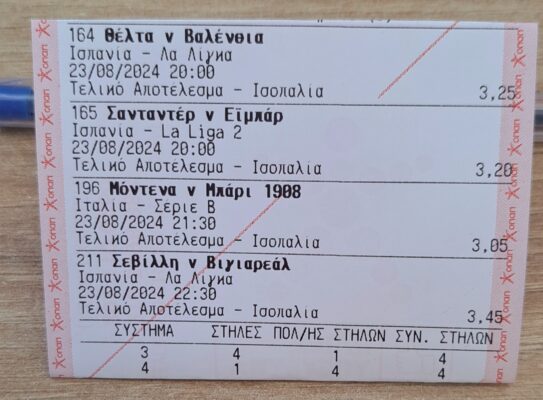 164 Θέλτα ν Βαλένθια
Ισπανία - Λα Λίγκα
23/08/2024 20:00
Τελικό Αποτέλεσμα - Ισοπαλία 3,25
165 Σανταντέρ ν Εϊμπάρ
Ισπανία - La Liga 2
23/08/2024 20:00
Τελικό Αποτέλεσμα - Ισοπαλία 3,20
196 Μόντενα ν Μπάρι 1908
Ιταλία - Σεριε Β
23/08/2024 21:30
Τελικό Αποτέλεσμα - Ισοπαλία 3,05
211 Σεβίλλη ν Βιγιαρεάλ
Ισπανία - Λα Λίγκα
23/08/2024 22:30
Τελικό Αποτέλεσμα - Ισοπαλία 3,45
ΣΥΣΤΗΜΑ ΣΤΗΛΕΣ ΠΟΛ/ΗΣ ΣΤΗΛΩΝ ΣΥΝ. ΣΤΗΛΩΝ
3 4 1 4
4 1 4 4
οπαπ